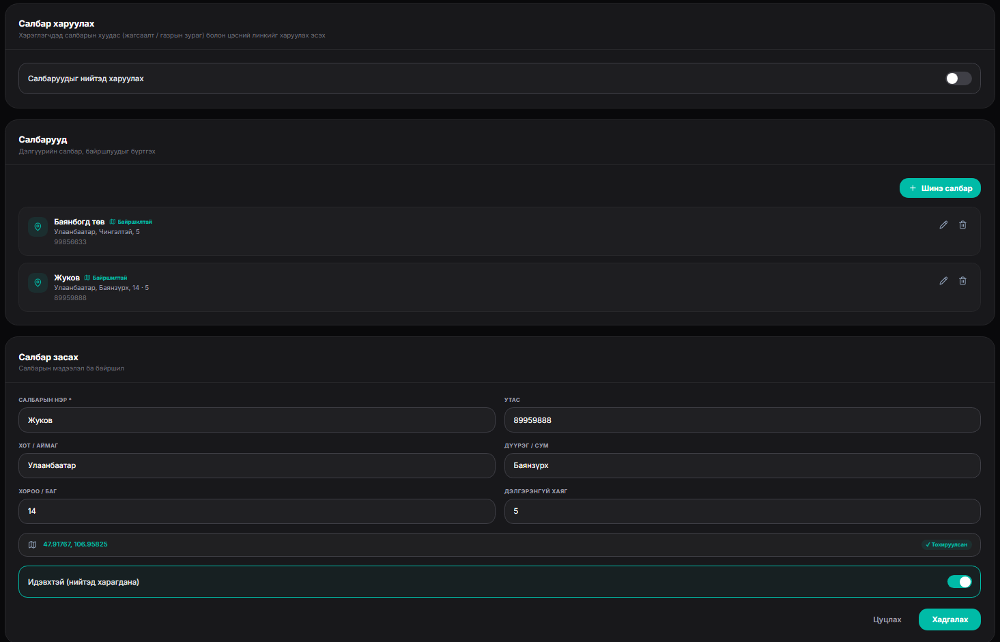 Салбар харуулах
Хэрэглэгчдэд салбарын хуудас (жагсаалт / газрын зураг) болон цэсний линкийг харуулах эсэх
Салбаруудыг нийтэд харуулах
Салбарууд
Дэлгүүрийн салбар, байршлуудыг бүртгэх
+ Шинэ салбар
Баянбогд төв Байршилтай
Улаанбаатар, Чингэлтэй, 5
99856633
Жуков Байршилтай
Улаанбаатар, Баянзүрх, 14 · 5
89959888
Салбар засах
Салбарын мэдээлэл ба байршил
САЛБАРЫН НЭР *
УТАС
Жуков
89959888
ХОТ / АЙМАГ
ДҮҮРЭГ / СУМ
Улаанбаатар
Баянзүрх
ХОРОО / БАГ
ДЭЛГЭРЭНГҮЙ ХАЯГ
14
5
47.91767, 106.95825
✓ Тохируулсан
Идэвхтэй (нийтэд харагдана)
Цуцлах
Хадгалах